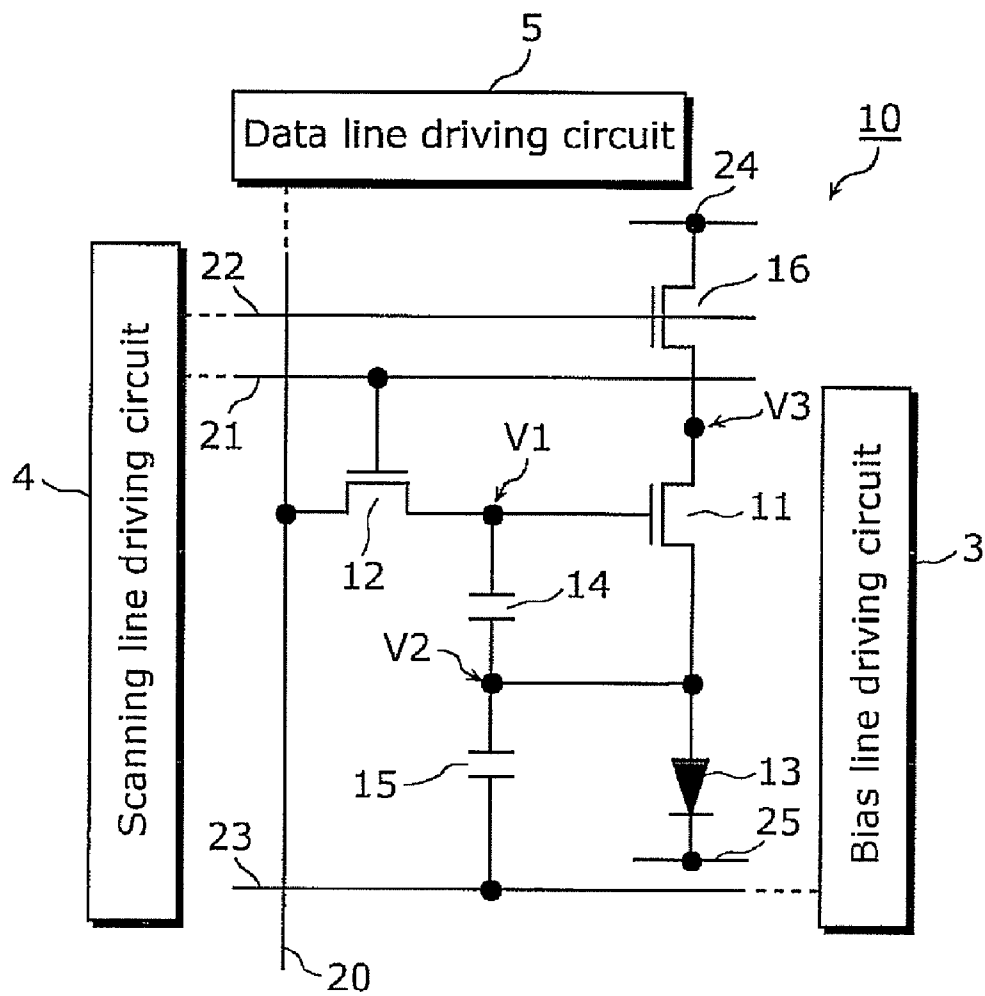 5
Data line driving circuit
10
24
22
16
21
V3
V1
4
Scanning line driving circuit
12
11
3
Bias line driving circuit
14
V2
15
13
25
23
20